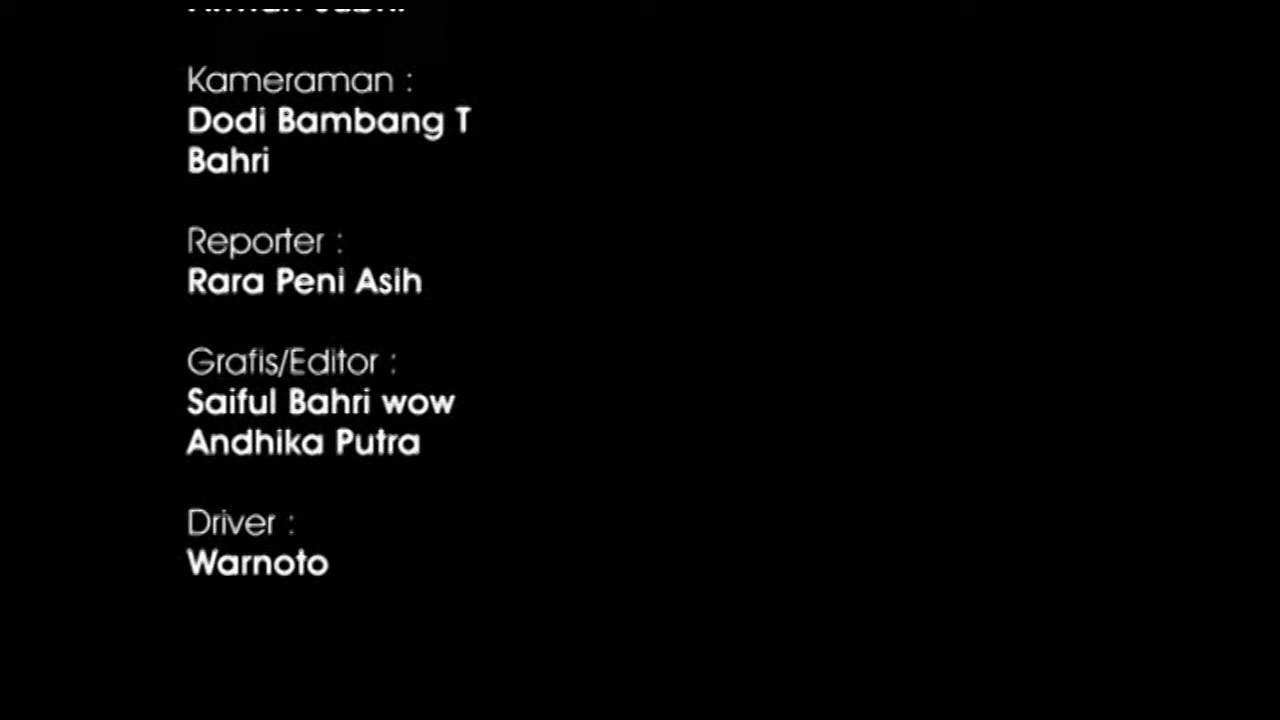 Kameraman :
Dodi Bambang T
Bahri
Reporter :
Rara Peni Asih
Grafis/Editor :
Saiful Bahri wow
Andhika Putra
Driver :
Warnoto